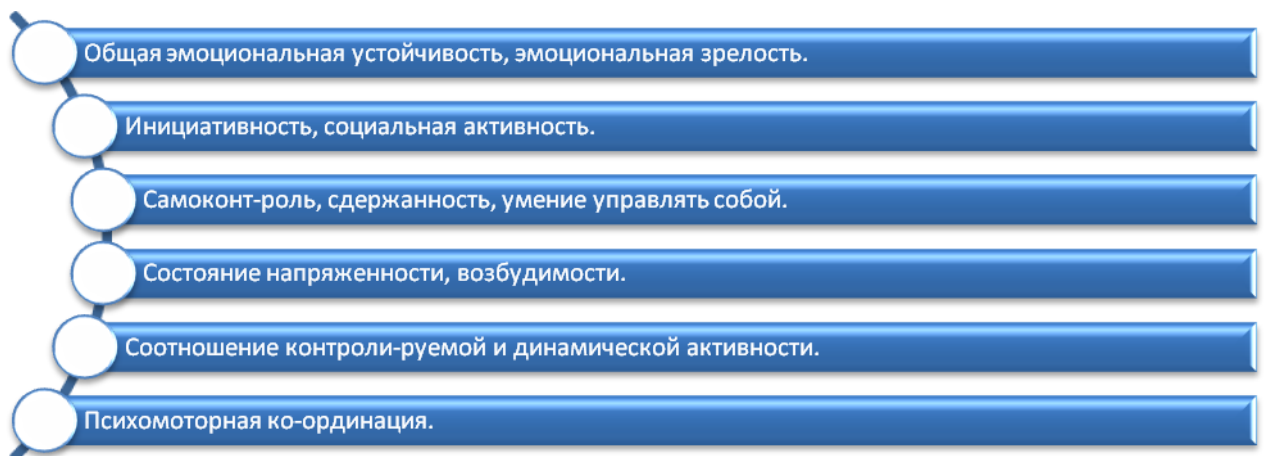 Общая эмоциональная устойчивость, эмоциональная зрелость.
Инициативность, социальная активность.
Самоконт-роль, сдержанность, умение управлять собой.
Состояние напряженности, возбудимости.
Соотношение контроли-руемой и динамической активности.
Психомоторная ко-ординация.